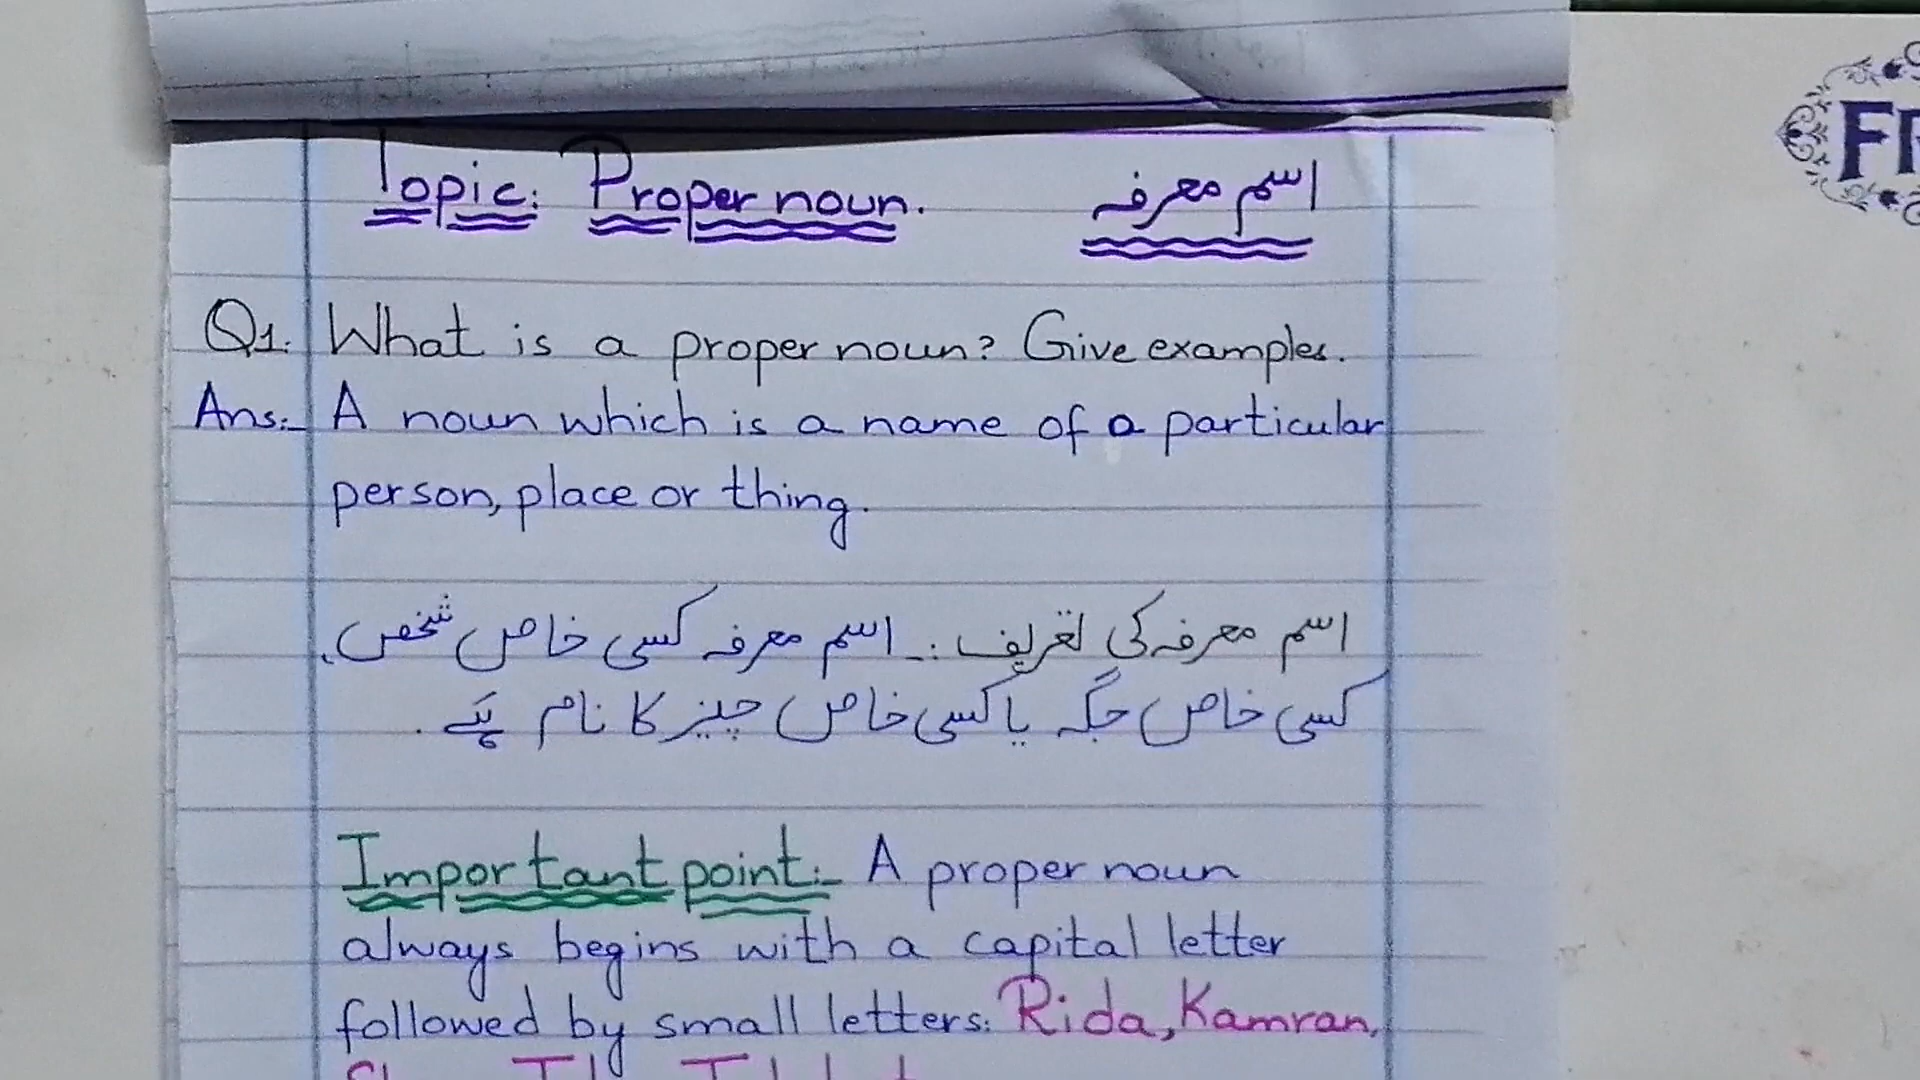 Topic: Proper noun. اسم معرفہ
Q1. What is a proper noun? Give examples.
Ans:- A noun which is a name of a particular
person, place or thing.
اسم معرفہ کی تعریف :۔ اسم معرفہ کسی خاص شخص،
کسی خاص جگہ یا کسی خاص چیز کا نام ہے .
Important point:- A proper noun
always begins with a capital letter
followed by small letters: Rida, Kamran,